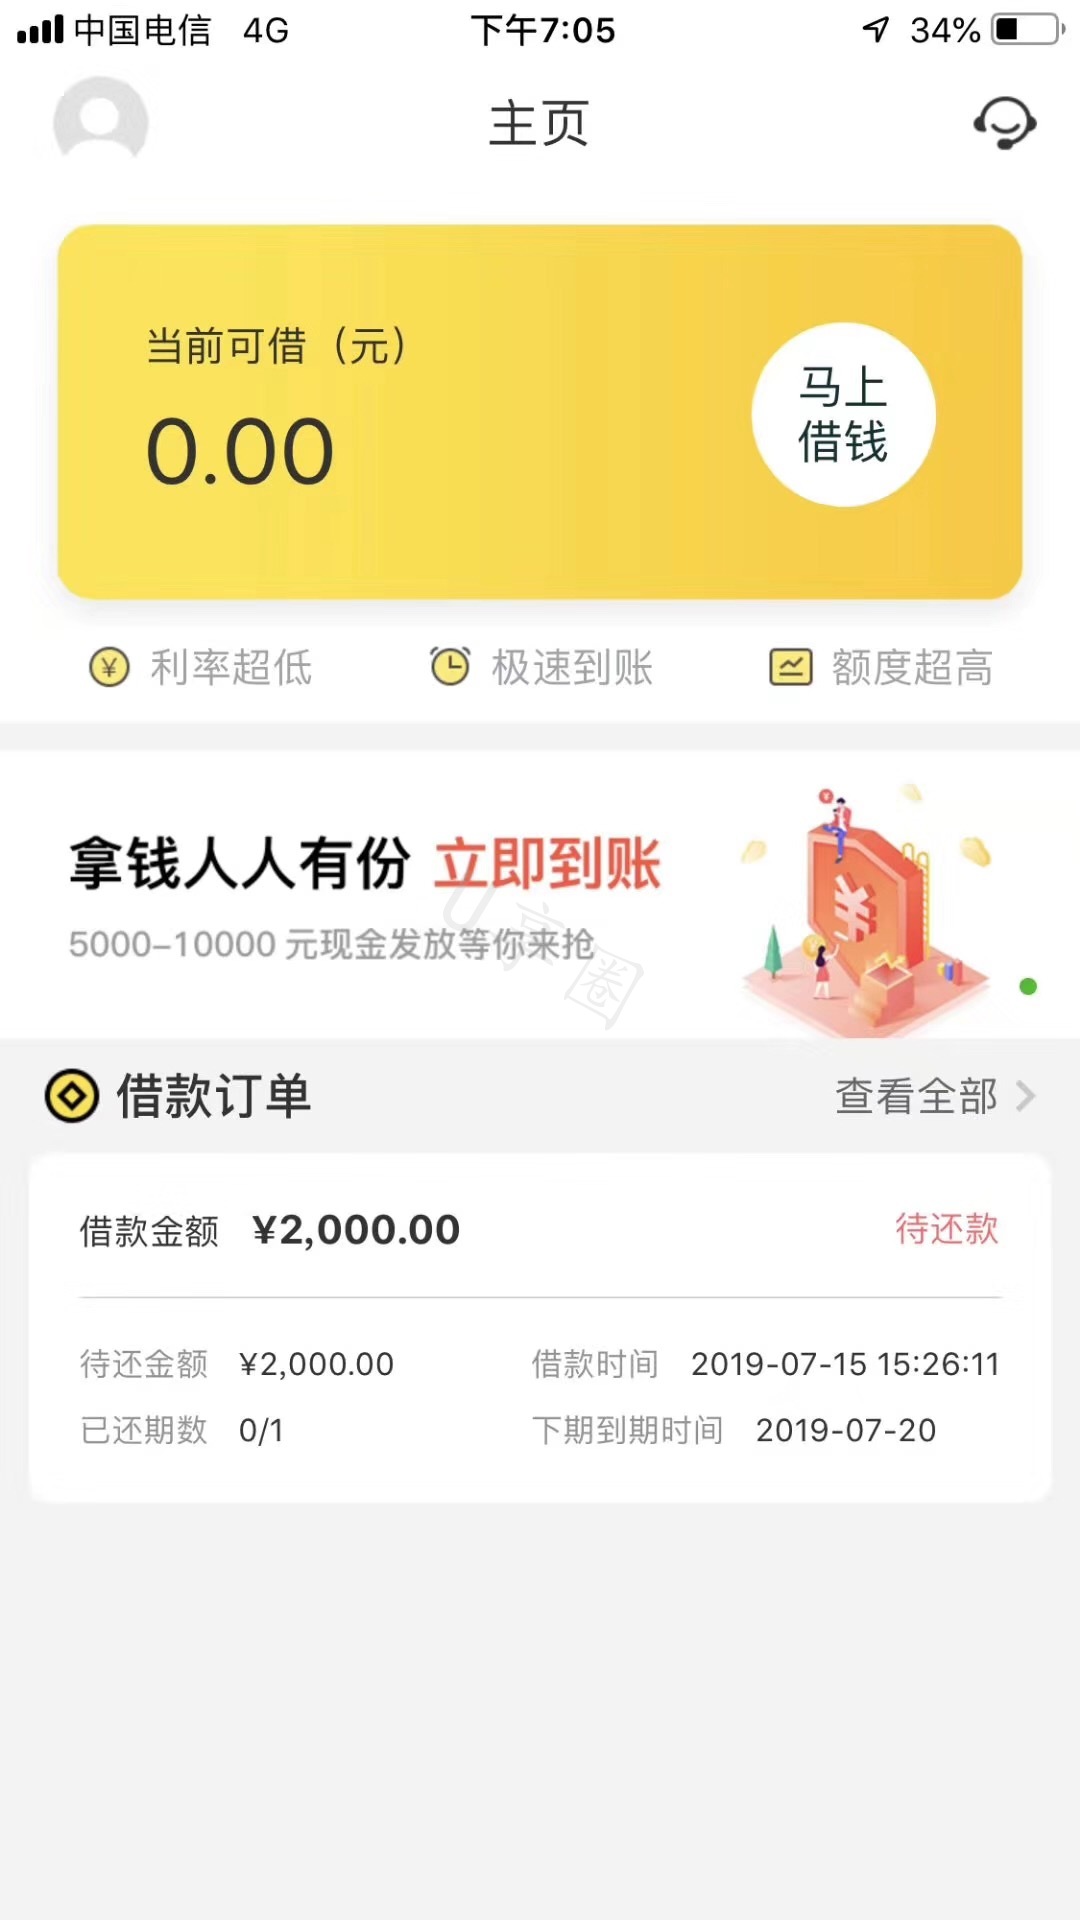 中国电信 4G 下午7:05 34%
主页
当前可借（元）
0.00
马上
借钱
利率超低 极速到账 额度超高
拿钱人人有份 立即到账
5000-10000 元现金发放等你来抢
U享圈
借款订单 查看全部
借款金额 ¥2,000.00 待还款
待还金额 ¥2,000.00 借款时间 2019-07-15 15:26:11
已还期数 0/1 下期到期时间 2019-07-20